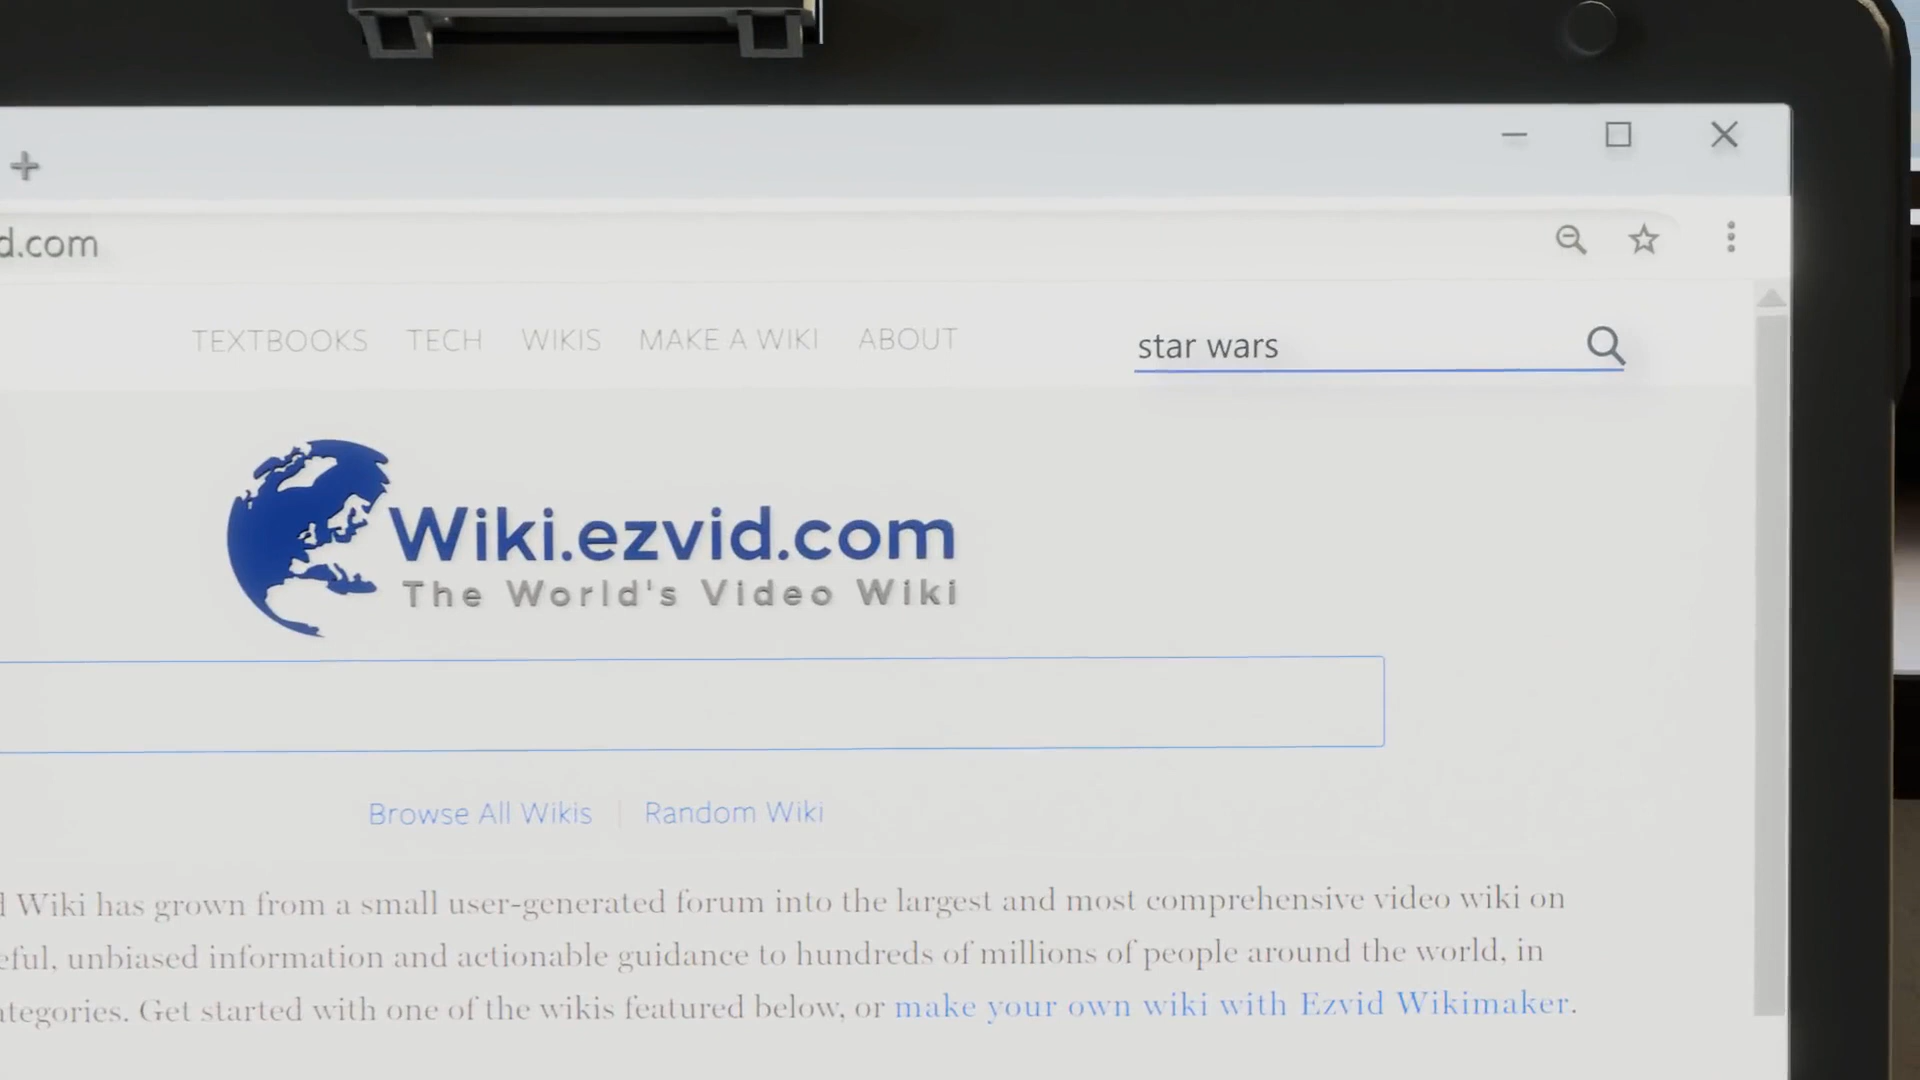 d.com
TEXTBOOKS TECH WIKIS MAKE A WIKI ABOUT
star wars
Wiki.ezvid.com
The World's Video Wiki
Browse All Wikis | Random Wiki
Wiki has grown from a small user-generated forum into the largest and most comprehensive video wiki on
eful, unbiased information and actionable guidance to hundreds of millions of people around the world, in
ategories. Get started with one of the wikis featured below, or make your own wiki with Ezvid Wikimaker.